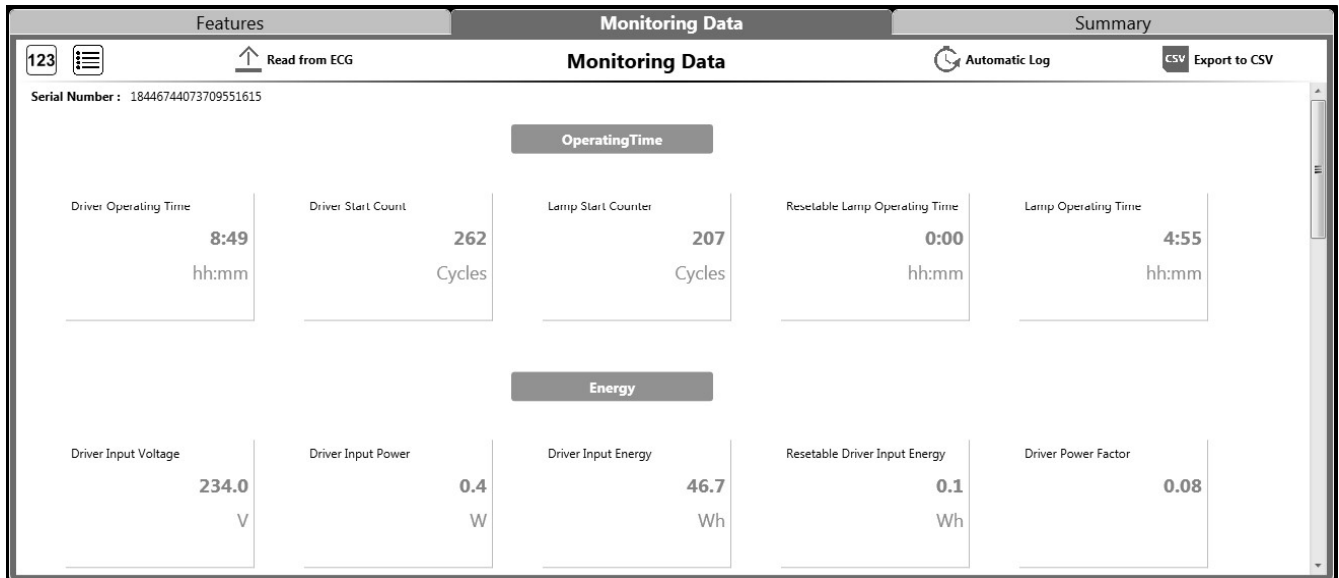 Features Monitoring Data Summary
123 Read from ECG Monitoring Data Automatic Log CSV Export to CSV
Serial Number : 18446744073709551615
OperatingTime
Driver Operating Time Driver Start Count Lamp Start Counter Resetable Lamp Operating Time Lamp Operating Time
8:49 262 207 0:00 4:55
hh:mm Cycles Cycles hh:mm hh:mm
Energy
Driver Input Voltage Driver Input Power Driver Input Energy Resetable Driver Input Energy Driver Power Factor
234.0 0.4 46.7 0.1 0.08
V W Wh Wh